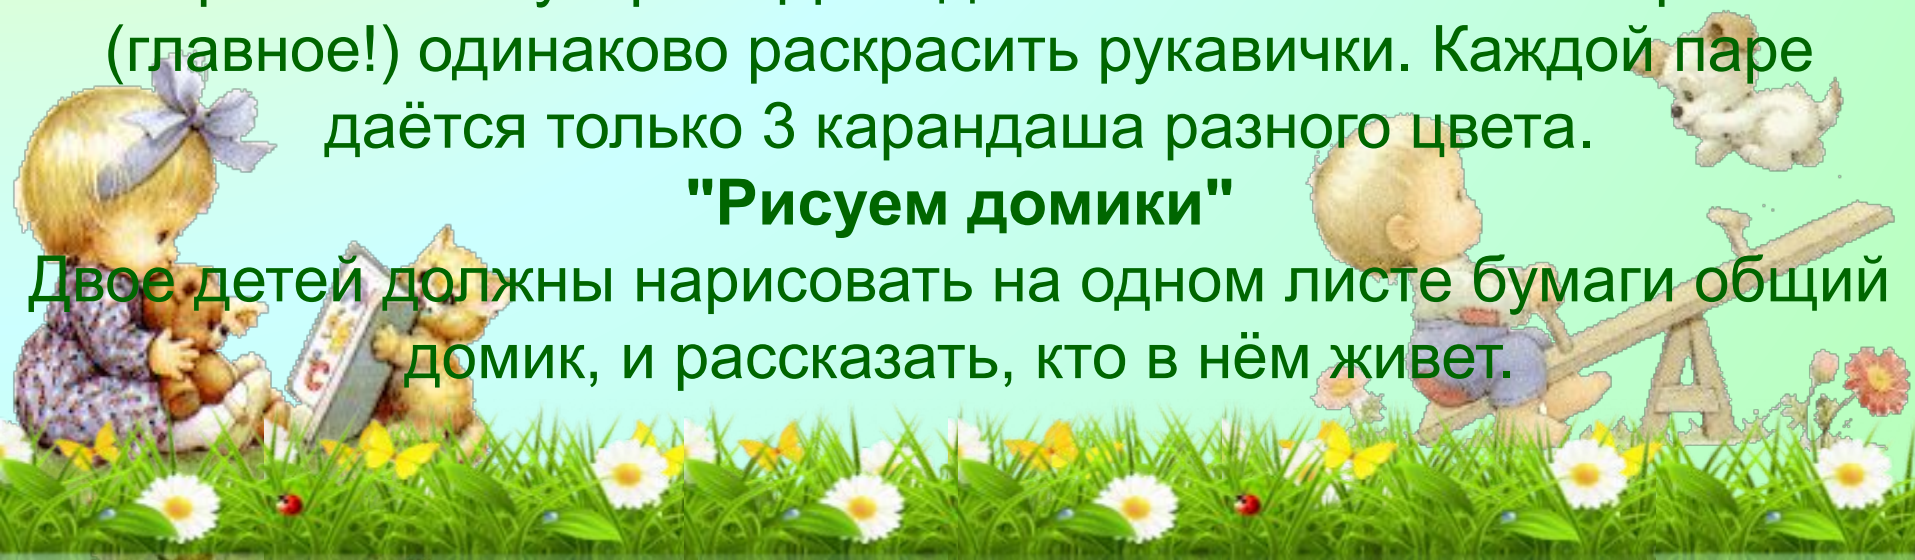 (главное!) одинаково раскрасить рукавички. Каждой паре
даётся только 3 карандаша разного цвета.
"Рисуем домики"
Двое детей должны нарисовать на одном листе бумаги общий
домик, и рассказать, кто в нём живет.